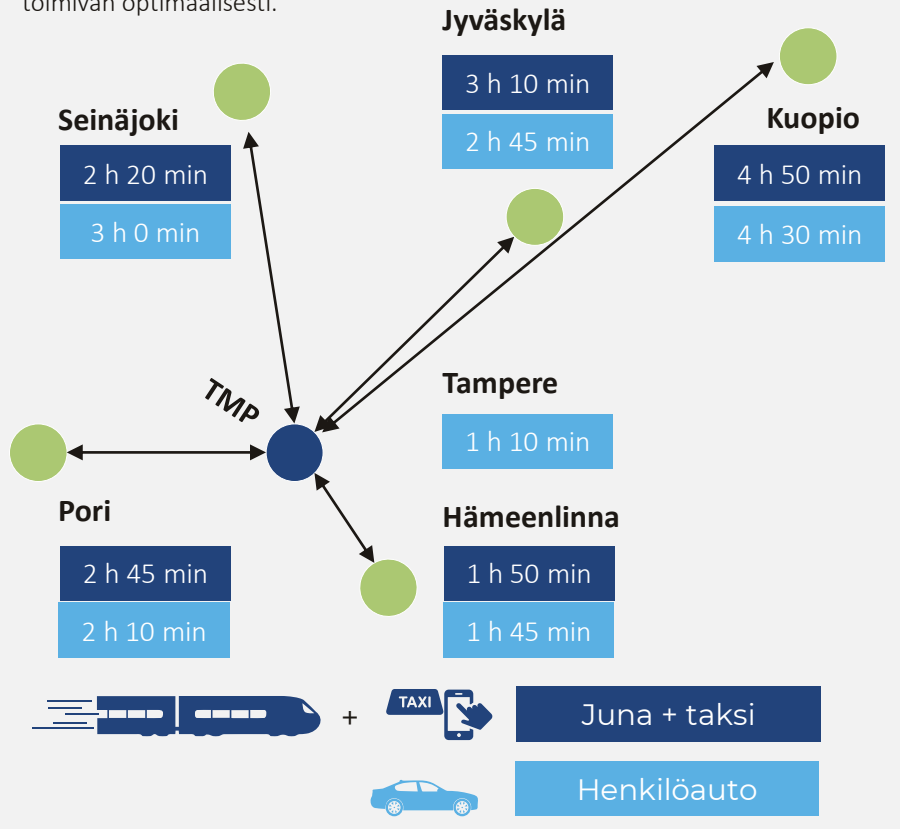 toimivan optimaalisesti.
Jyväskylä
3 h 10 min
2 h 45 min
Seinäjoki
2 h 20 min
3 h 0 min
Kuopio
4 h 50 min
4 h 30 min
TMP
Tampere
1 h 10 min
Pori
2 h 45 min
2 h 10 min
Hämeenlinna
1 h 50 min
1 h 45 min
+
TAXI
Juna + taksi
Henkilöauto